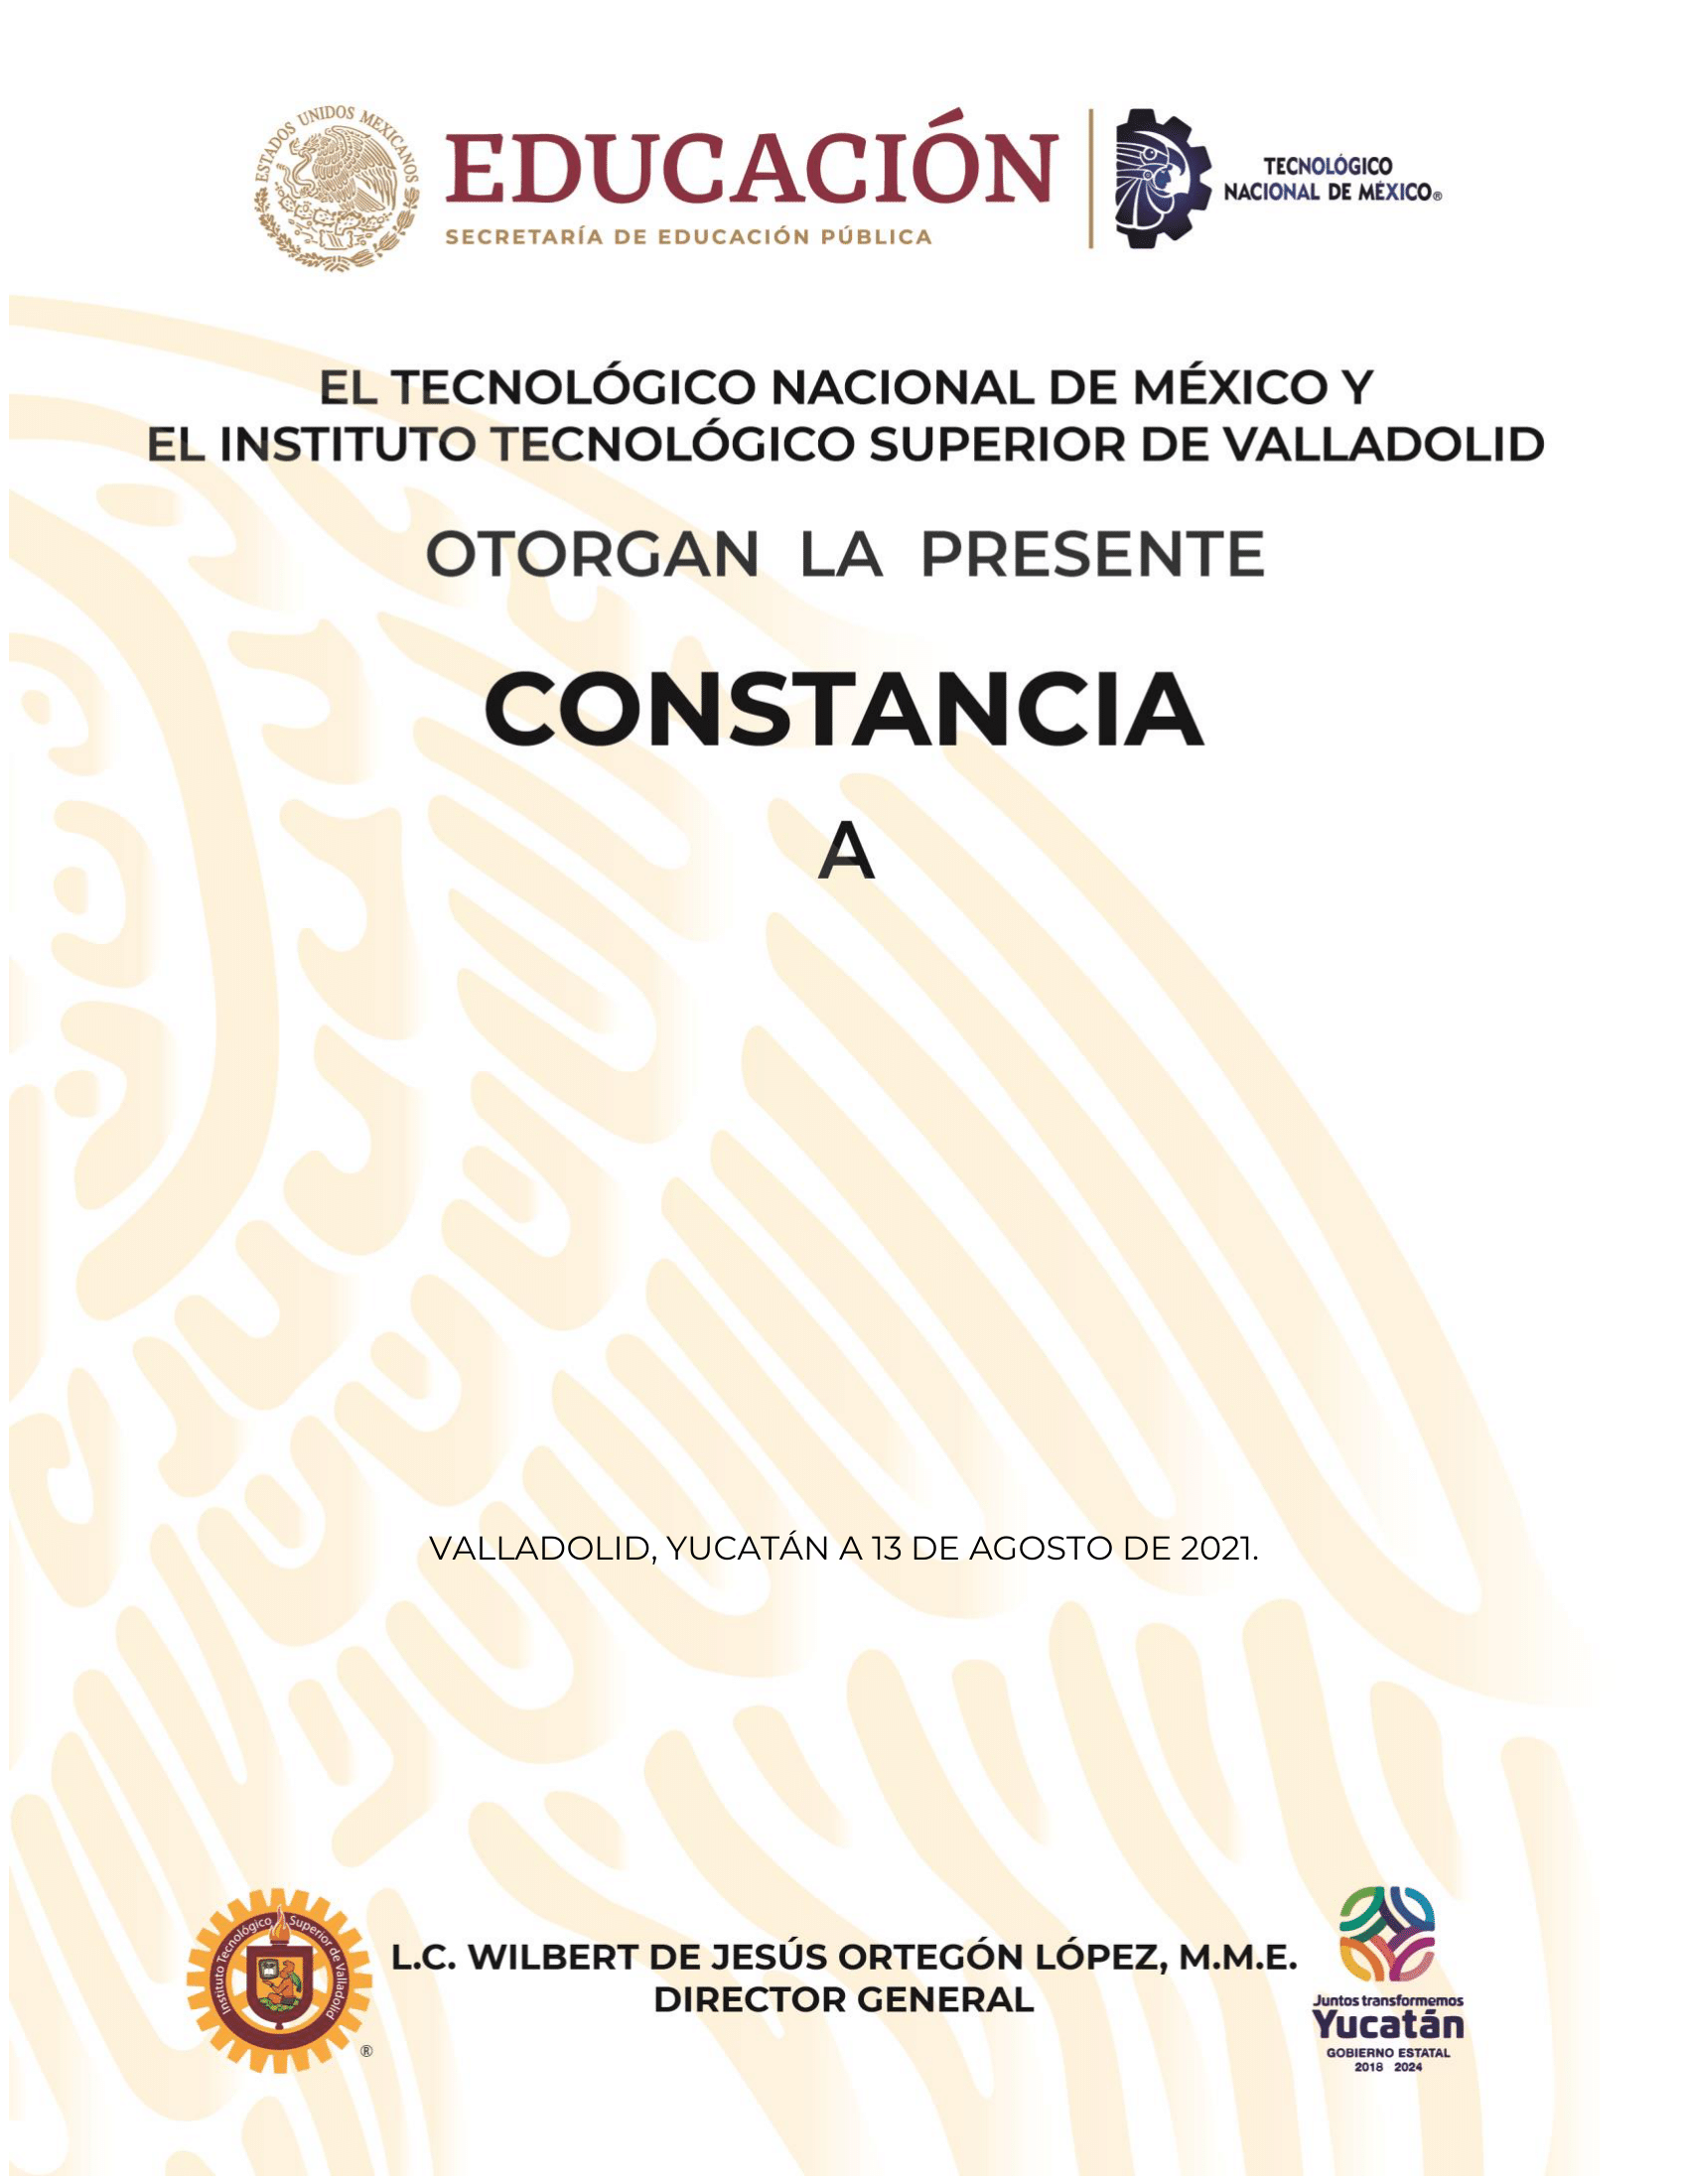 ESTADOS UNIDOS MEXICANOS
EDUCACIÓN
SECRETARÍA DE EDUCACIÓN PÚBLICA
TECNOLÓGICO
NACIONAL DE MÉXICO®
EL TECNOLÓGICO NACIONAL DE MÉXICO Y
EL INSTITUTO TECNOLÓGICO SUPERIOR DE VALLADOLID
OTORGAN LA PRESENTE
CONSTANCIA
A
VALLADOLID, YUCATÁN A 13 DE AGOSTO DE 2021.
Instituto Tecnológico Superior de Valladolid
®
L.C. WILBERT DE JESÚS ORTEGÓN LÓPEZ, M.M.E.
DIRECTOR GENERAL
Juntos transformemos
Yucatán
GOBIERNO ESTATAL
2018 2024